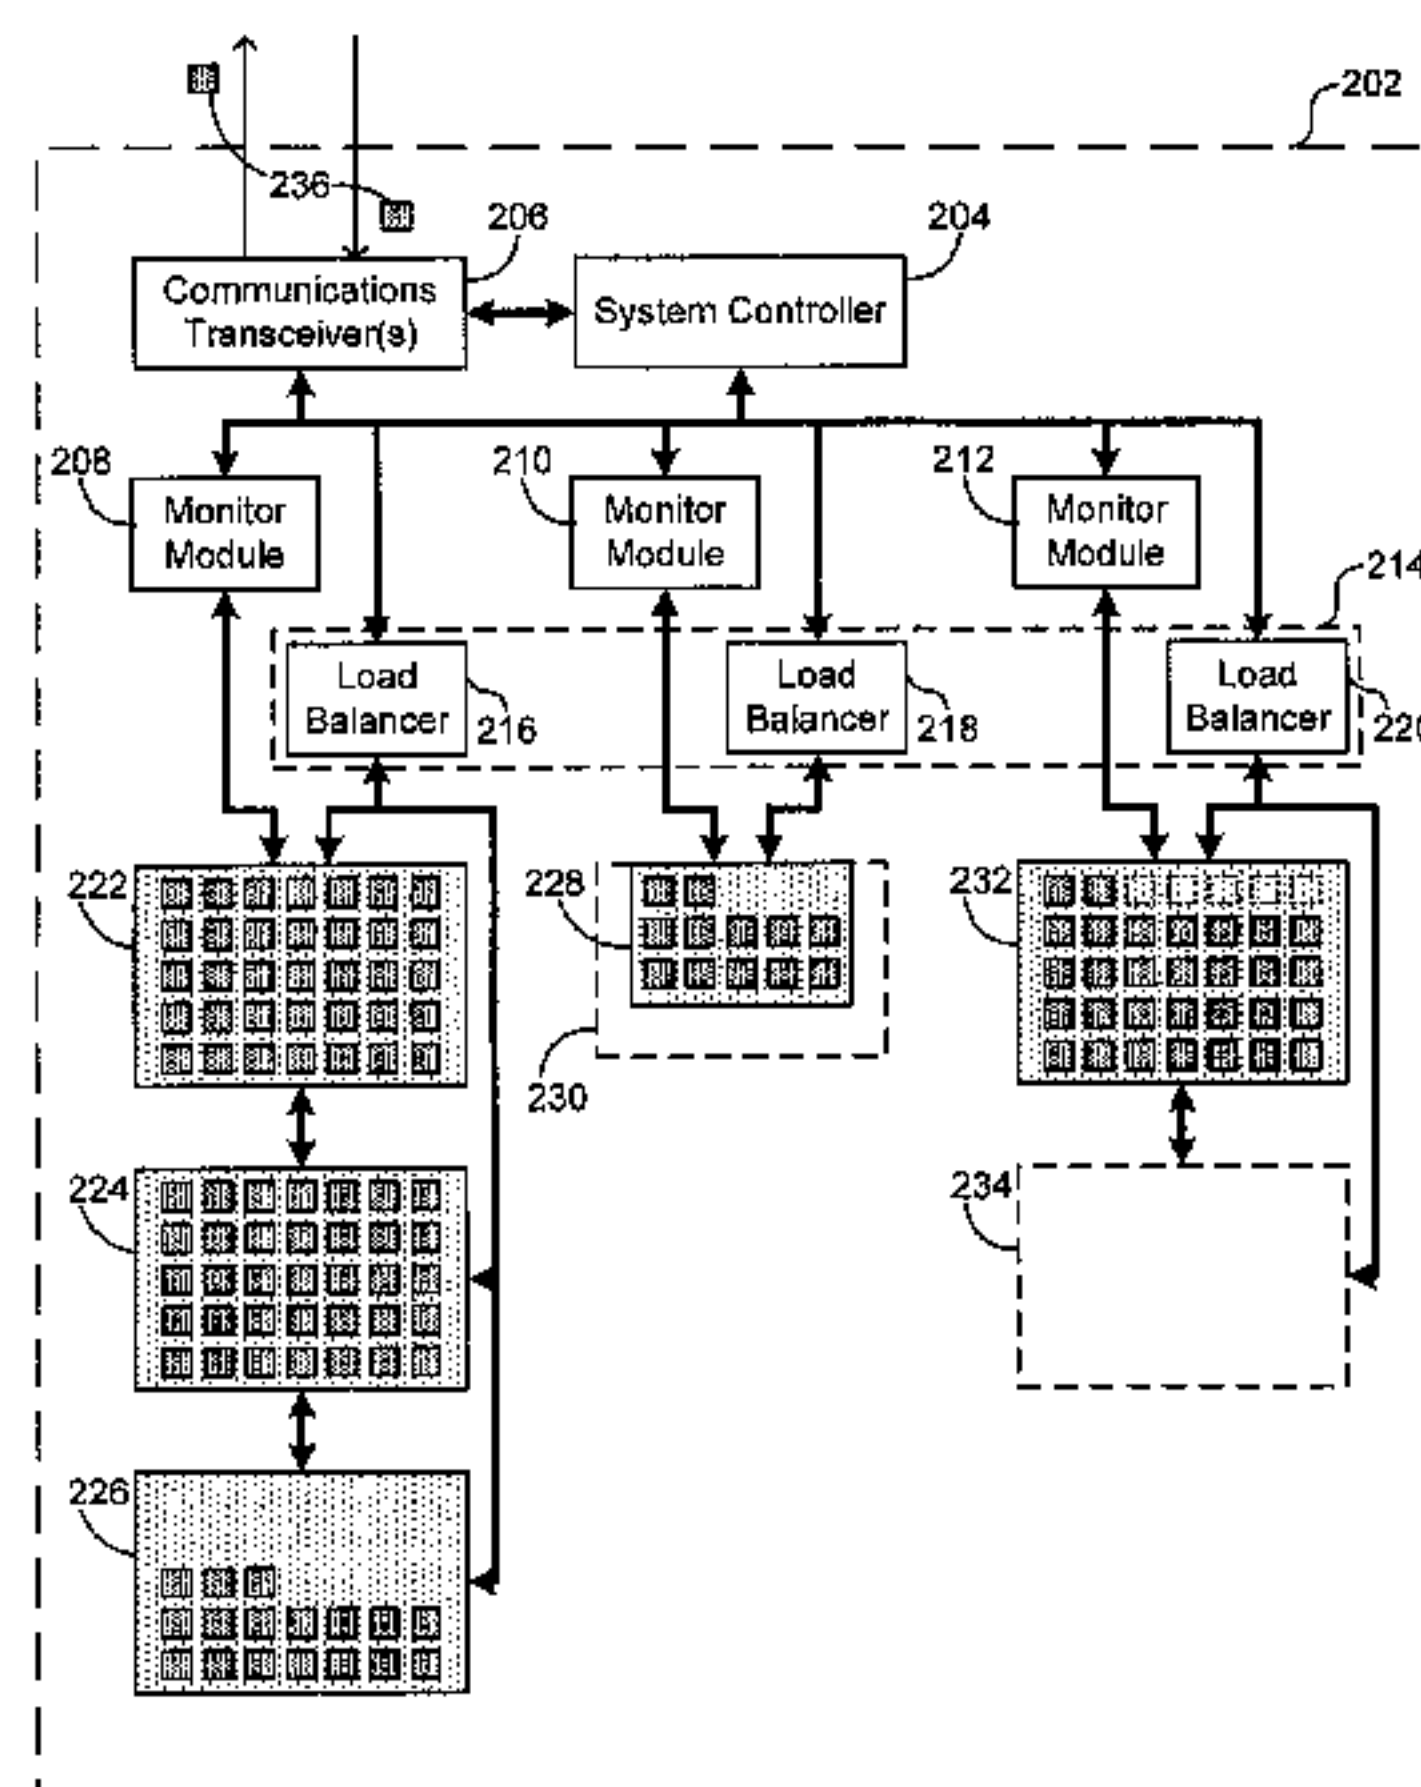 202
236
206
204
Communications
Transceiver(s)
System Controller
208
210
212
Monitor
Module
Monitor
Module
Monitor
Module
214
Load
Balancer
216
Load
Balancer
218
Load
Balancer
220
222
228
232
230
224
234
226